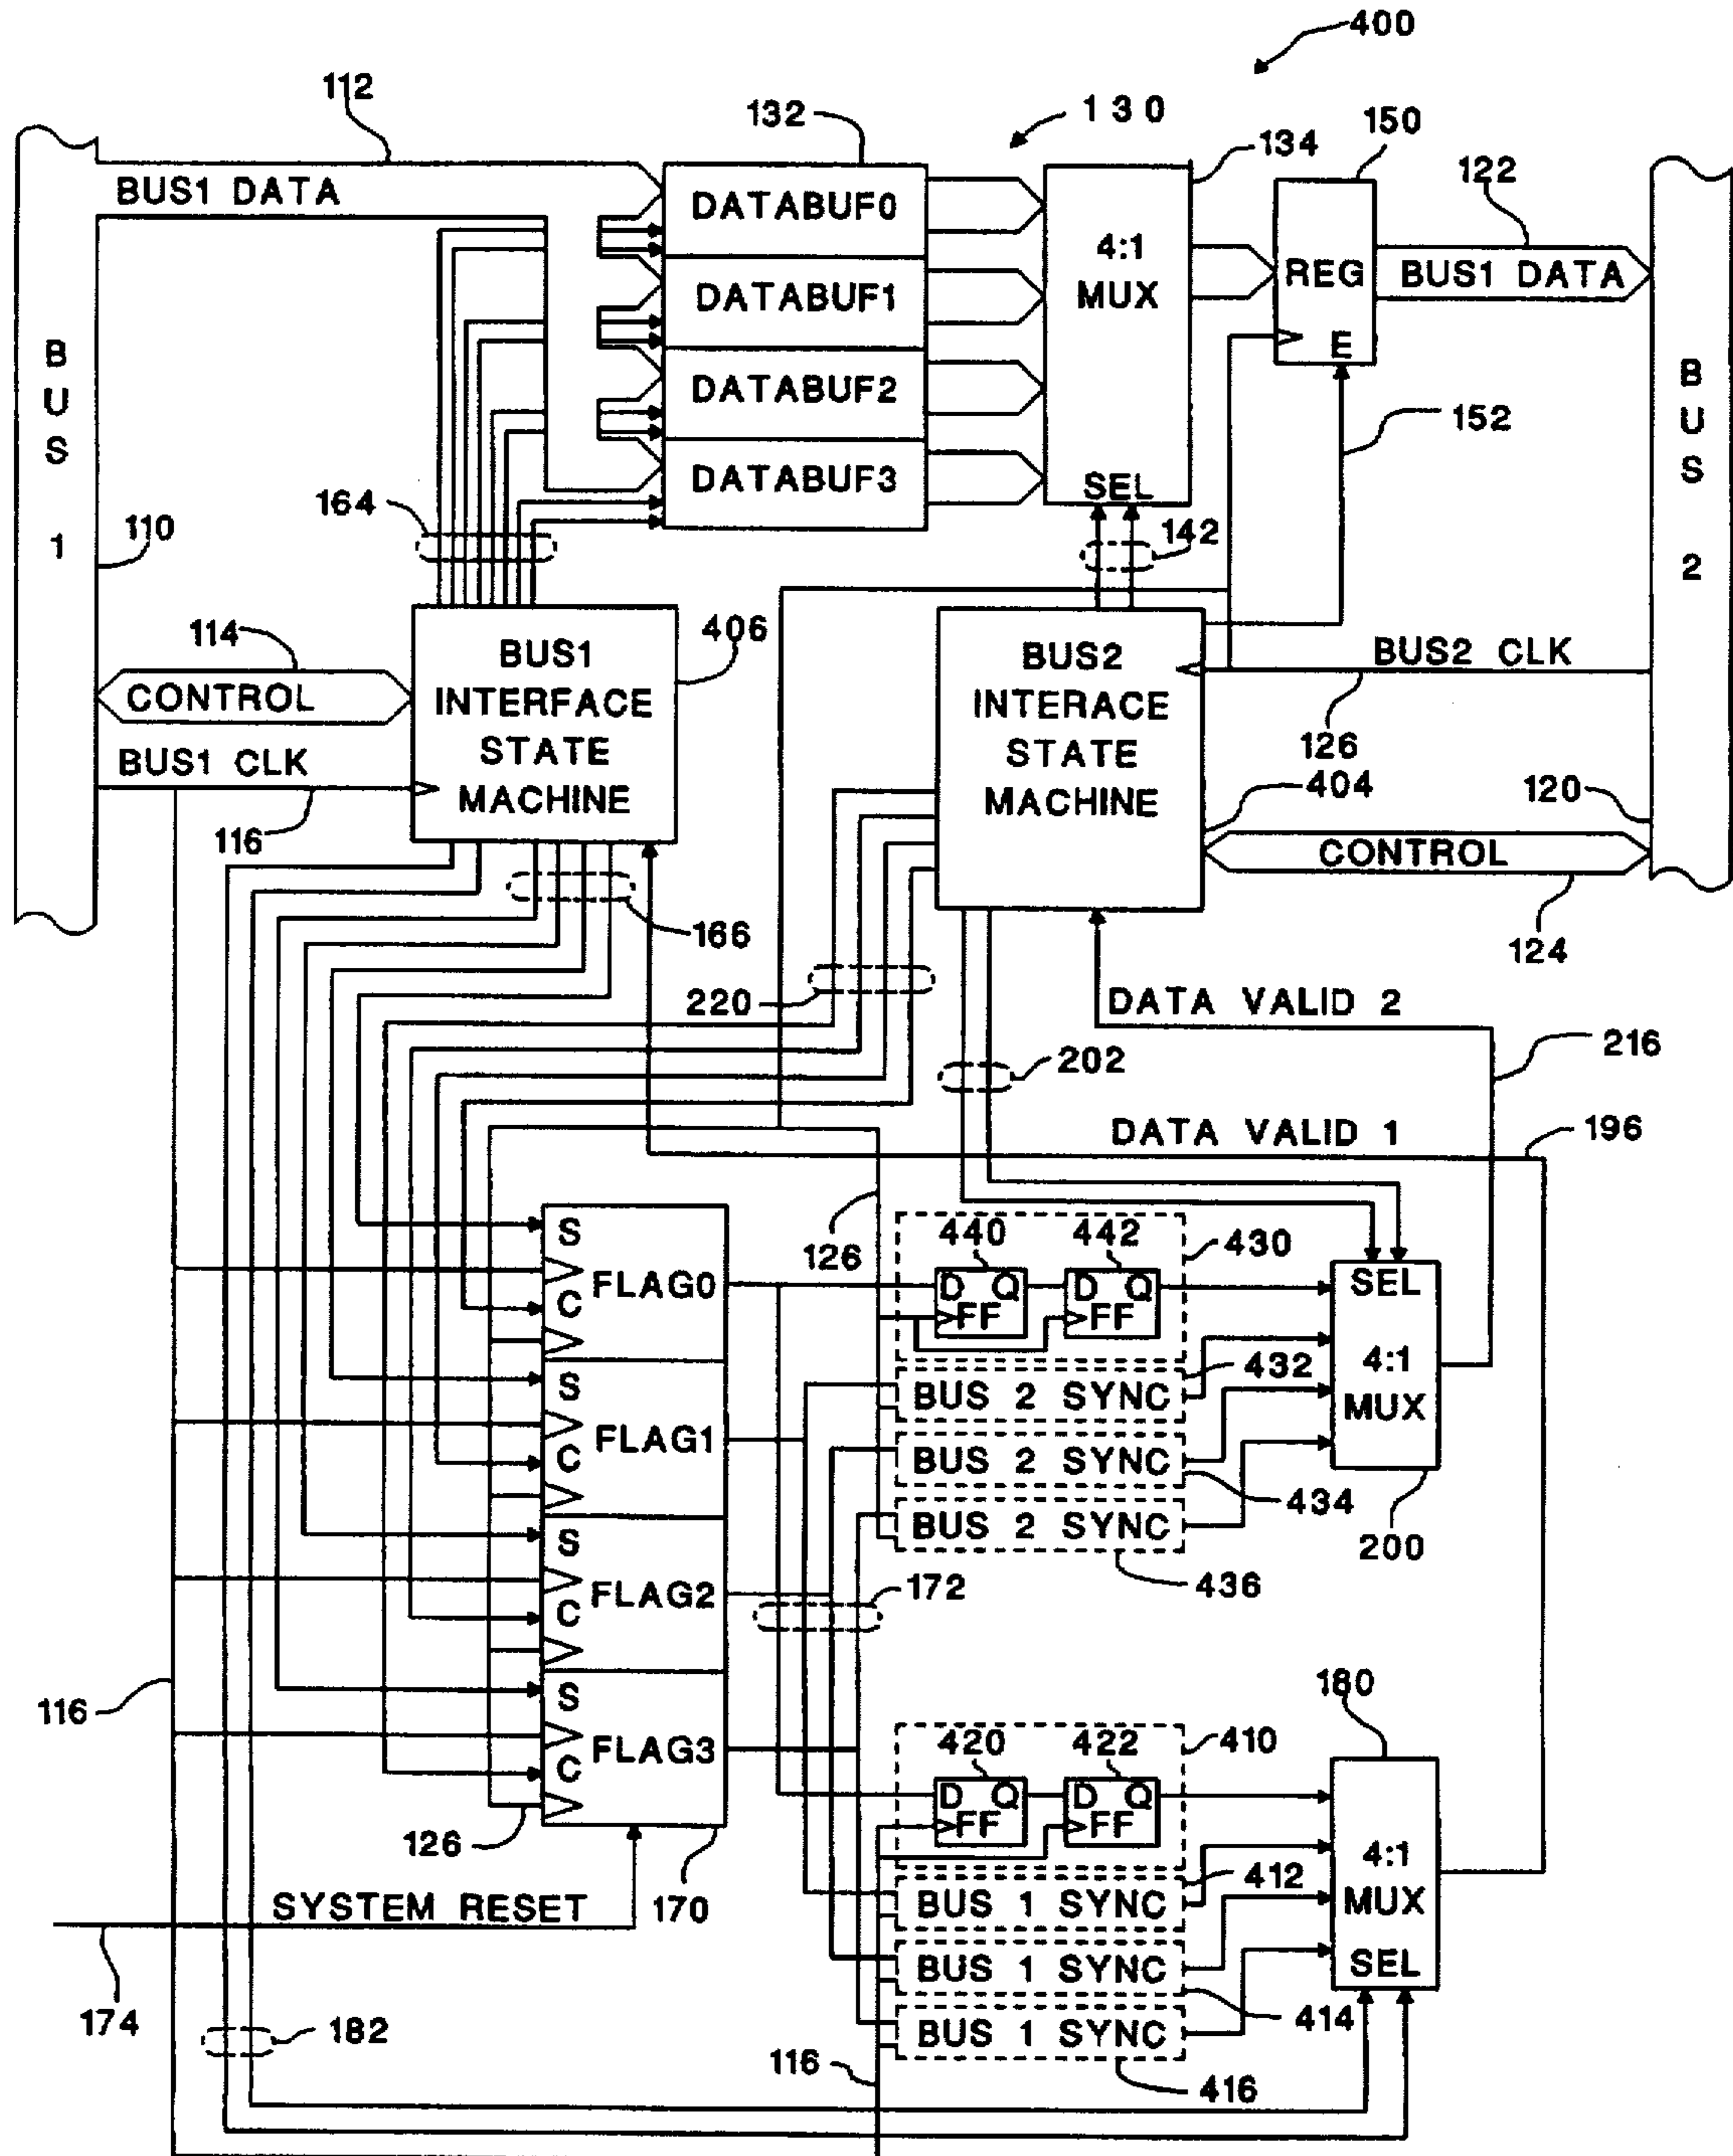 400
112
132
130
134
150
122
BUS1 DATA
DATABUF0
DATABUF1
DATABUF2
DATABUF3
4:1
MUX
SEL
REG
E
BUS1 DATA
B
U
S
1
B
U
S
2
152
164
110
142
114
406
BUS1
INTERFACE
STATE
MACHINE
CONTROL
BUS1 CLK
116
BUS2
INTERACE
STATE
MACHINE
BUS2 CLK
126
404
120
CONTROL
124
166
220
202
DATA VALID 2
216
DATA VALID 1
196
126
S
C
FLAG0
S
C
FLAG1
S
C
FLAG2
S
C
FLAG3
440
442
430
D Q
FF
D Q
FF
432
BUS 2 SYNC
BUS 2 SYNC
434
BUS 2 SYNC
436
SEL
4:1
MUX
200
172
116
126
170
180
420
422
410
D Q
FF
D Q
FF
412
BUS 1 SYNC
BUS 1 SYNC
414
BUS 1 SYNC
416
4:1
MUX
SEL
SYSTEM RESET
174
182
116